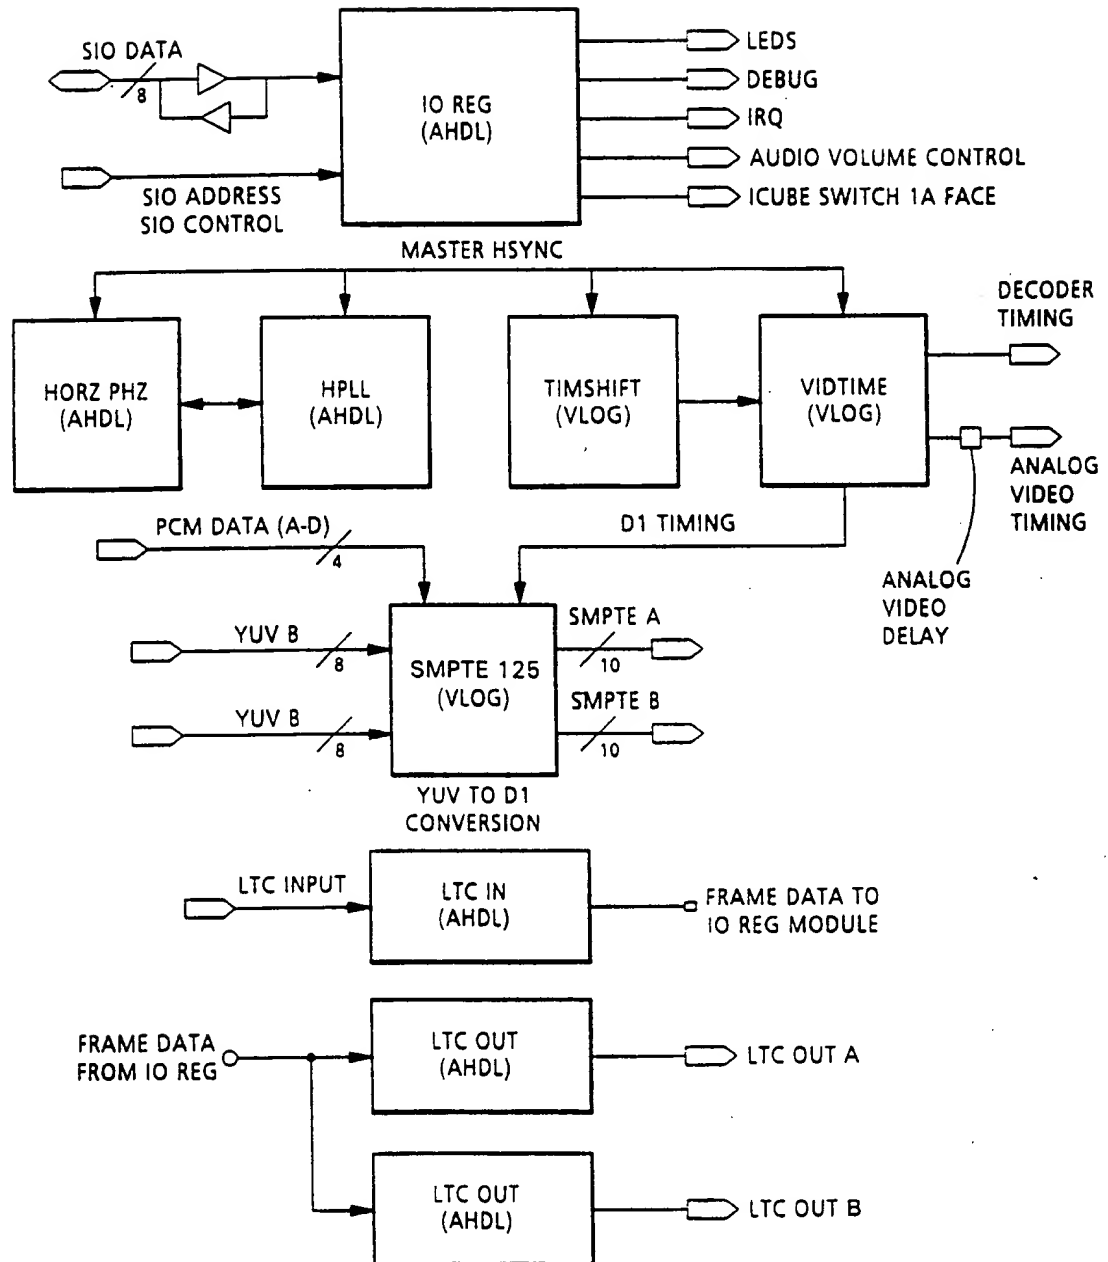 SIO DATA
8
IO REG
(AHDL)
LEDS
DEBUG
IRQ
AUDIO VOLUME CONTROL
ICUBE SWITCH 1A FACE
SIO ADDRESS
SIO CONTROL
MASTER HSYNC
HORZ PHZ
(AHDL)
HPLL
(AHDL)
TIMSHIFT
(VLOG)
VIDTIME
(VLOG)
DECODER
TIMING
ANALOG
VIDEO
TIMING
PCM DATA (A-D)
4
D1 TIMING
ANALOG
VIDEO
DELAY
YUV B
8
YUV B
8
SMPTE 125
(VLOG)
SMPTE A
10
SMPTE B
10
YUV TO D1
CONVERSION
LTC INPUT
LTC IN
(AHDL)
FRAME DATA TO
IO REG MODULE
FRAME DATA
FROM IO REG
LTC OUT
(AHDL)
LTC OUT A
LTC OUT
(AHDL)
LTC OUT B